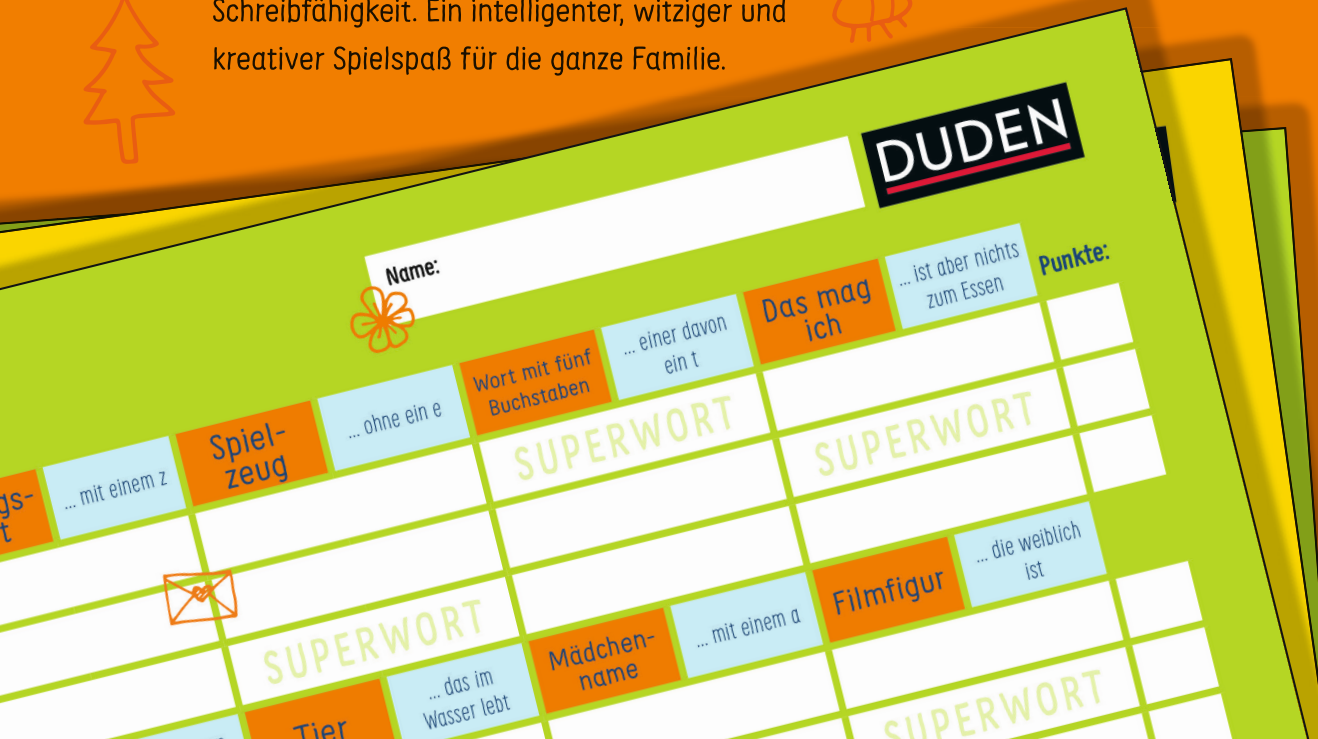 Schreibfähigkeit. Ein intelligenter, witziger und
kreativer Spielspaß für die ganze Familie.
DUDEN
Name:
Punkte:
... ist aber nichts
zum Essen
Das mag
ich
... einer davon
ein t
Wort mit fünf
Buchstaben
... ohne ein e
Spiel-
zeug
... mit einem z
SUPERWORT
SUPERWORT
SUPERWORT
... die weiblich
ist
Filmfigur
... mit einem a
Mädchen-
name
... das im
Wasser lebt
Tier
SUPERWORT